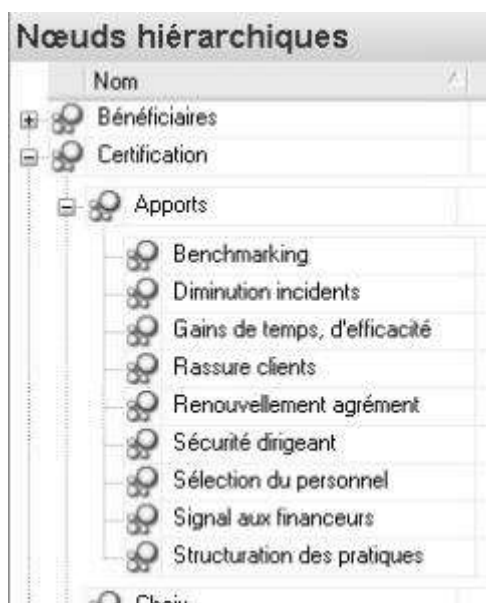 Nœuds hiérarchiques
Nom
Bénéficiaires
Certification
Apports
Benchmarking
Diminution incidents
Gains de temps, d'efficacité
Rassure clients
Renouvellement agrément
Sécurité dirigeant
Sélection du personnel
Signal aux financeurs
Structuration des pratiques